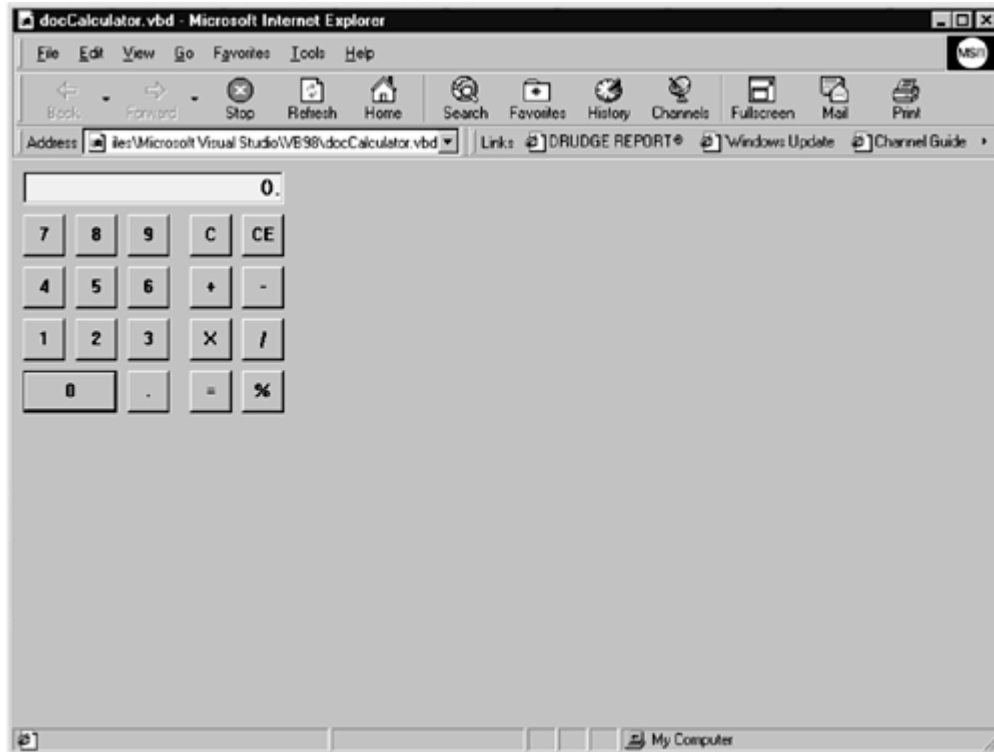 docCalculator.vbd - Microsoft Internet Explorer
File Edit View Go Favorites Tools Help
Back Forward Stop Refresh Home Search Favorites History Channels Fullscreen Mail Print
Address iles\Microsoft Visual Studio\VB98\docCalculator.vbd Links DRUDGE REPORT® Windows Update Channel Guide
0.
7 8 9 C CE
4 5 6 + -
1 2 3 X /
0 . = %
My Computer